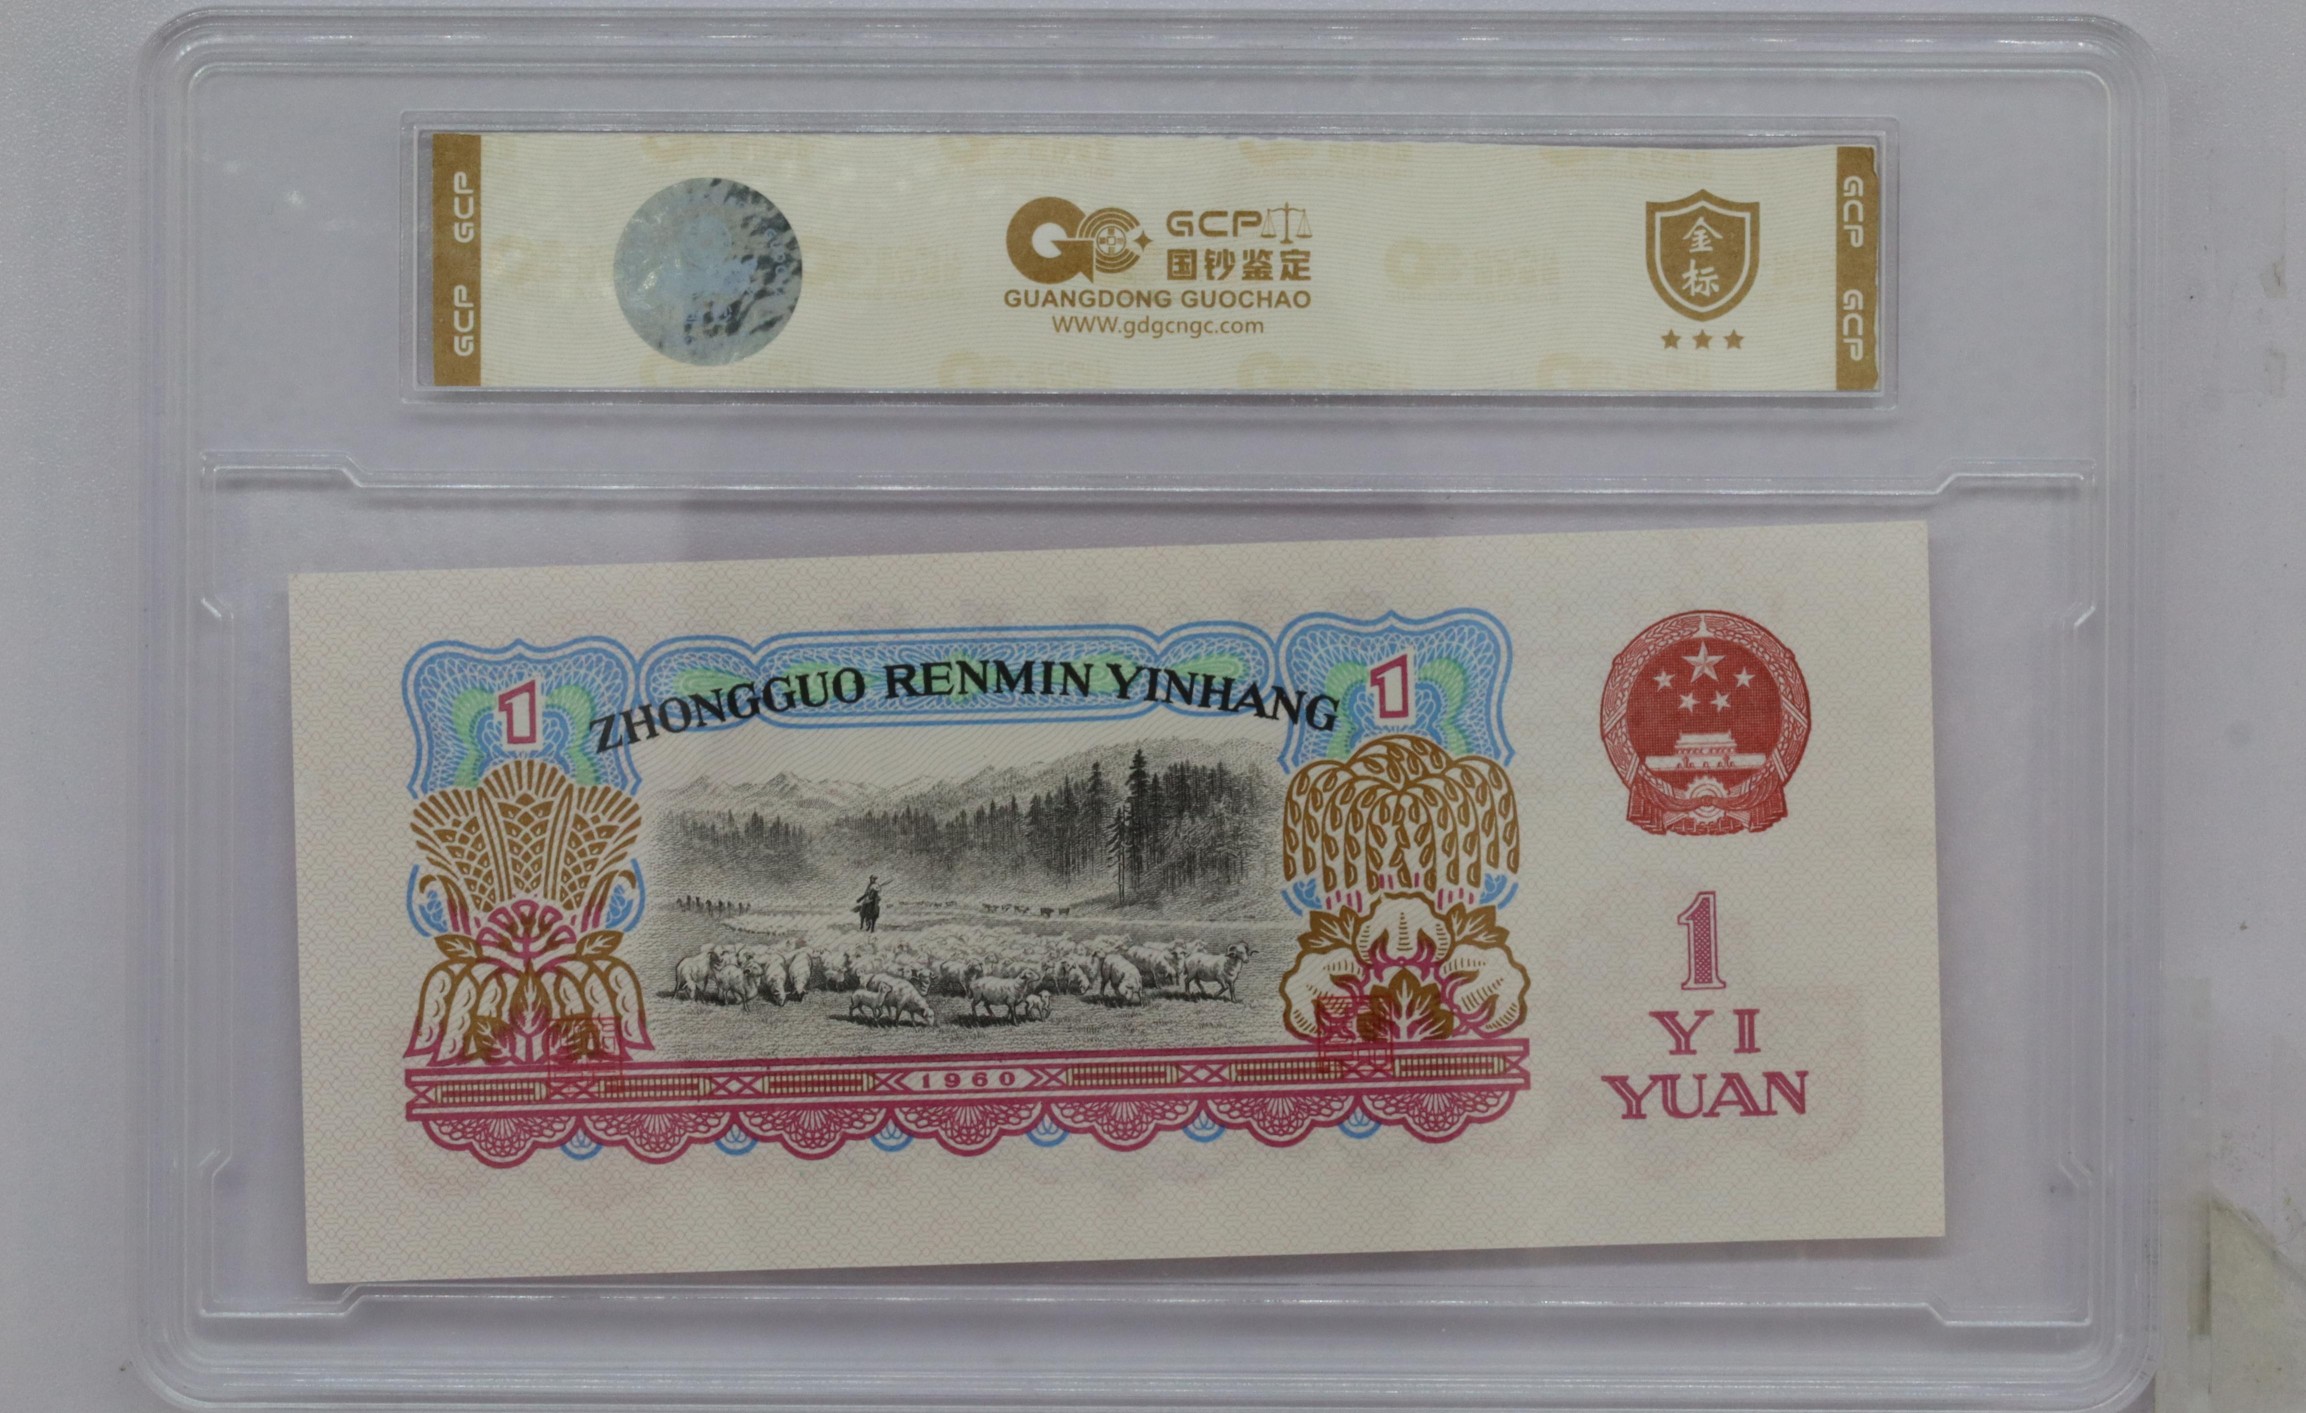 GCP
GCP
GCP
国钞鉴定
GUANGDONG GUOCHAO
WWW.gdgcngc.com
金
标
GCP
GCP
1
ZHONGGUO RENMIN YINHANG
1
1960
1
YI
YUAN